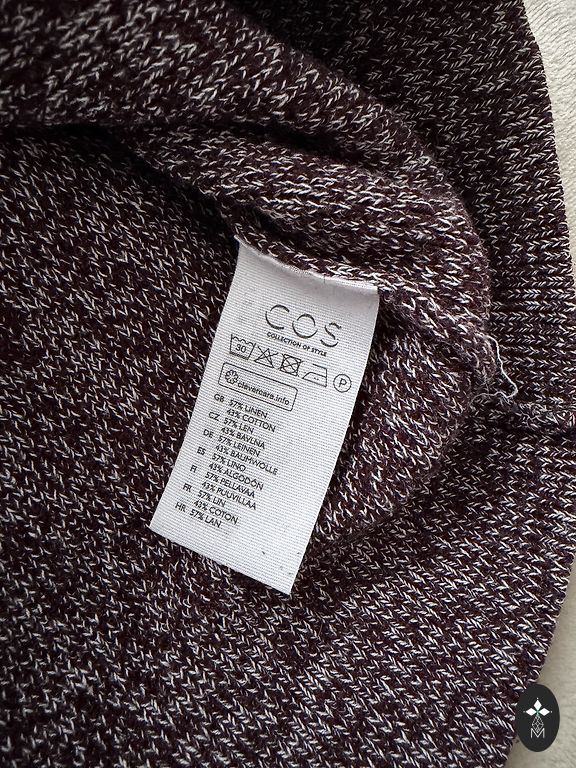 COS
COLLECTION OF STYLE
30 P
clevercare.info
GB 57% LINEN
43% COTTON
CZ 57% LEN
43% BAVLNA
DE 57% LEINEN
43% BAUMWOLLE
ES 57% LINO
43% ALGODÓN
FI 57% PELLAVAA
43% PUUVILLAA
FR 57% LIN
43% COTON
HR 57% LAN
M